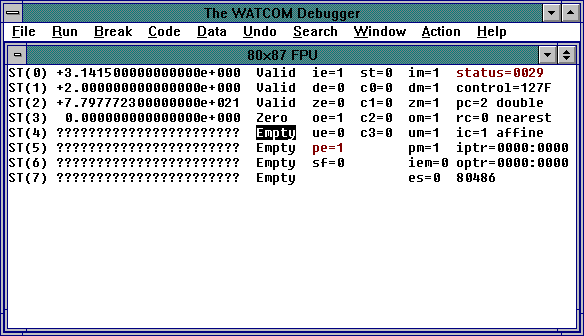 The WATCOM Debugger
File Run Break Code Data Undo Search Window Action Help
80x87 FPU
ST(0) +3.141500000000000e+000 Valid ie=1 st=0 im=1 status=0029
ST(1) +2.000000000000000e+000 Valid de=0 c0=0 dm=1 control=127F
ST(2) +7.797772300000000e+021 Valid ze=0 c1=0 zm=1 pc=2 double
ST(3) 0.000000000000000e+000 Zero oe=1 c2=0 om=1 rc=0 nearest
ST(4) ??????????????????????? Empty ue=0 c3=0 um=1 ic=1 affine
ST(5) ??????????????????????? Empty pe=1 pm=1 iptr=0000:0000
ST(6) ??????????????????????? Empty sf=0 iem=0 optr=0000:0000
ST(7) ??????????????????????? Empty es=0 80486